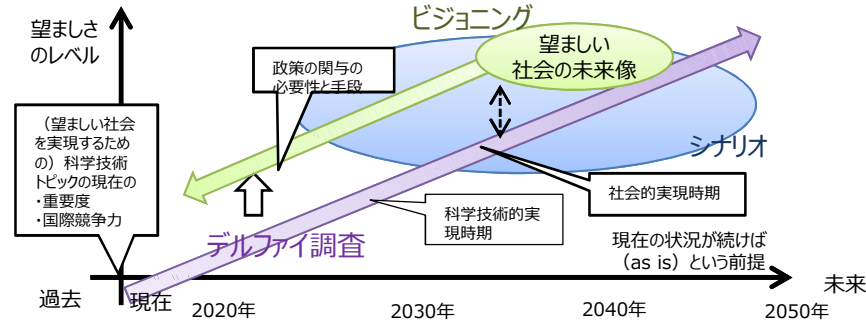 望ましさ
のレベル
ビジョニング
望ましい
社会の未来像
政策の関与の
必要性と手段
（望ましい社会
を実現するため
の）科学技術
トピックの現在の
・重要度
・国際競争力
シナリオ
社会的実現時期
科学技術的実
現時期
デルファイ調査
現在の状況が続けば
（as is）という前提
過去
現在
未来
2020年
2030年
2040年
2050年